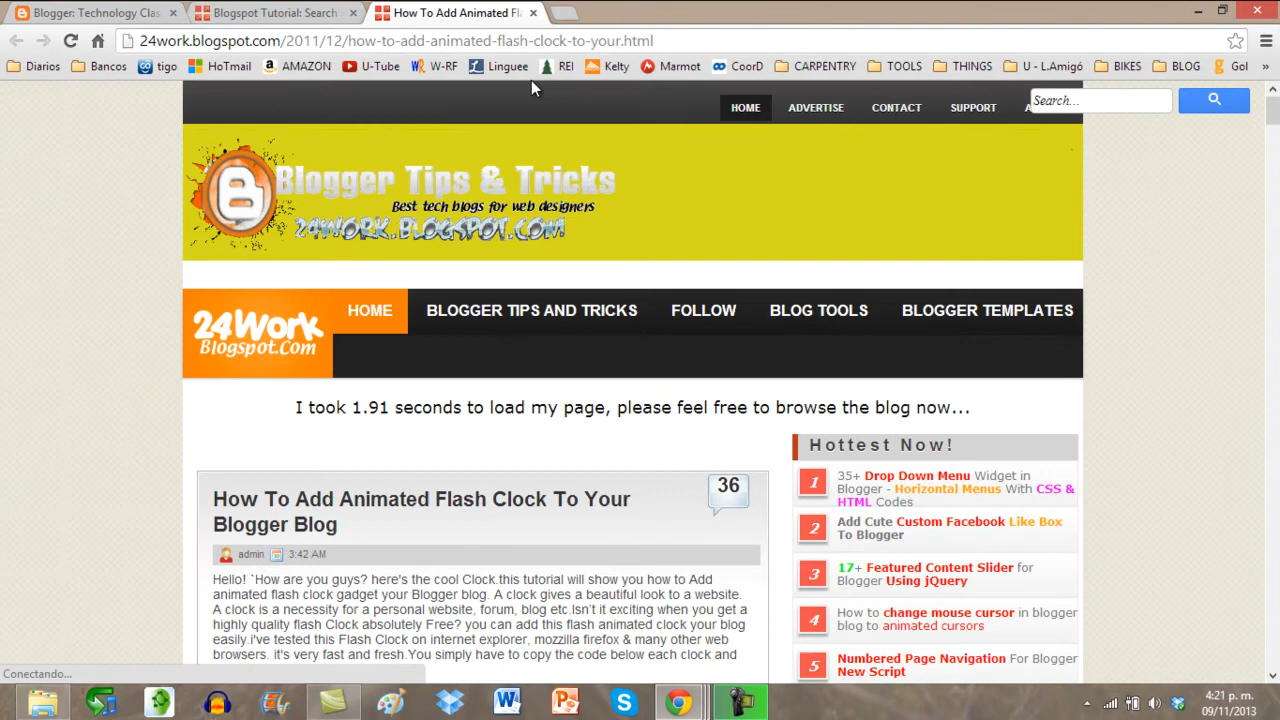 Blogger: Technology Clas
Blogspot Tutorial: Search
How To Add Animated Fl
24work.blogspot.com/2011/12/how-to-add-animated-flash-clock-to-your.html
Diarios Bancos tigo HoTmail AMAZON U-Tube W-RF Linguee REI Kelty Marmot CoorD CARPENTRY TOOLS THINGS U - L.Amigó BIKES BLOG Gol »
HOME ADVERTISE CONTACT SUPPORT A
Search...
Blogger Tips & Tricks
Best tech blogs for web designers
24WORK.BLOGSPOT.COM
24Work
Blogspot.Com
HOME BLOGGER TIPS AND TRICKS FOLLOW BLOG TOOLS BLOGGER TEMPLATES
I took 1.91 seconds to load my page, please feel free to browse the blog now...
How To Add Animated Flash Clock To Your
Blogger Blog
36
admin 3:42 AM
Hello! `How are you guys? here's the cool Clock.this tutorial will show you how to Add
animated flash clock gadget your Blogger blog. A clock gives a beautiful look to a website.
A clock is a necessity for a personal website, forum, blog etc.Isn't it exciting when you get a
highly quality flash Clock absolutely Free? you can add this flash animated clock your blog
easily.i've tested this Flash Clock on internet explorer, mozzilla firefox & many other web
browsers. it's very fast and fresh.You simply have to copy the code below each clock and
Hottest Now!
1 35+ Drop Down Menu Widget in
Blogger - Horizontal Menus With CSS &
HTML Codes
2 Add Cute Custom Facebook Like Box
To Blogger
3 17+ Featured Content Slider for
Blogger Using jQuery
4 How to change mouse cursor in blogger
blog to animated cursors
5 Numbered Page Navigation For Blogger
New Script
Conectando...
4:21 p. m.
09/11/2013